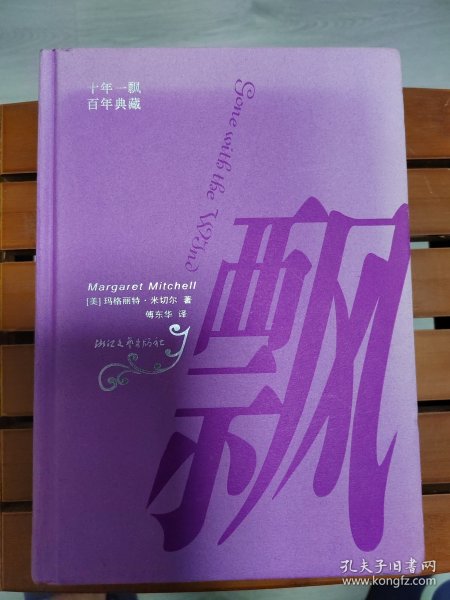 十年一飘
百年典藏
Gone with the Wind
飘
Margaret Mitchell
[美]玛格丽特·米切尔 著
傅东华 译
浙江文艺出版社
孔夫子旧书网
www.kongfz.com